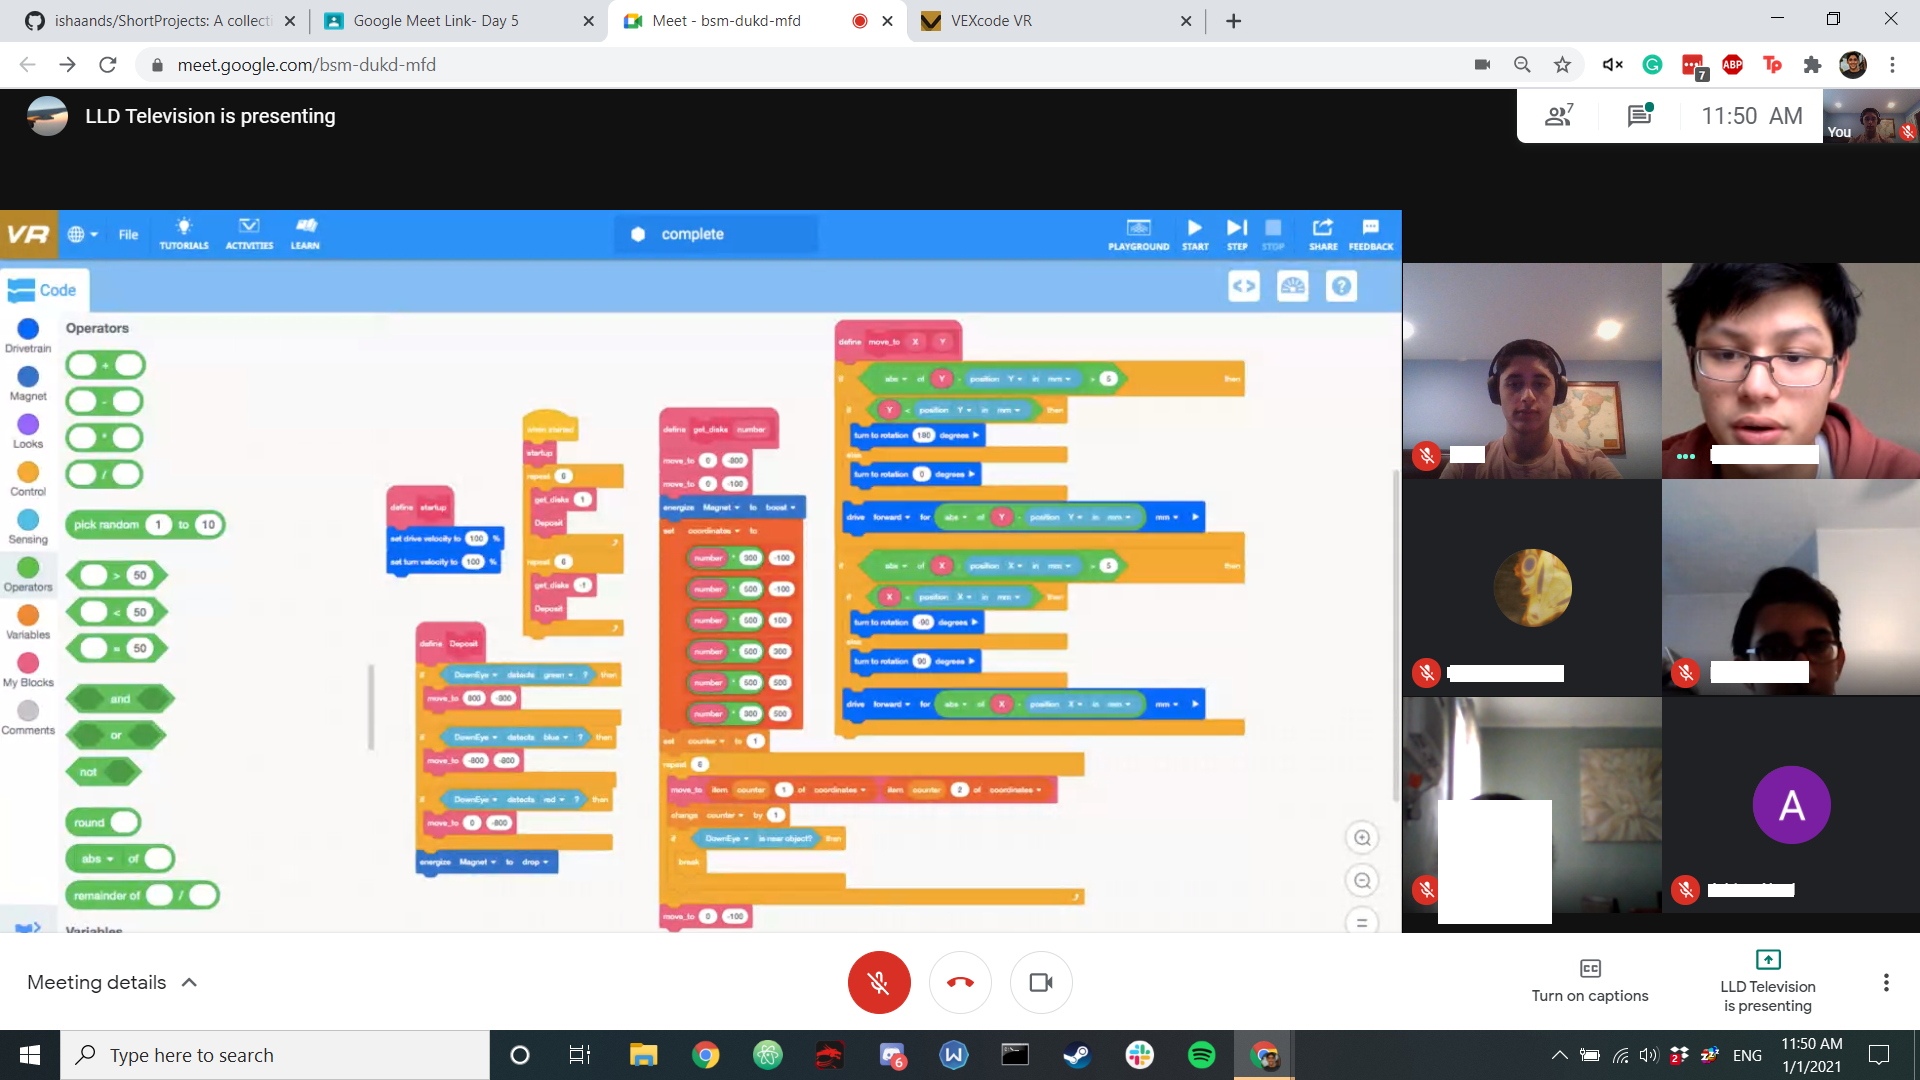 ishaands/ShortProjects: A collecti
Google Meet Link- Day 5
Meet - bsm-dukd-mfd
VEXcode VR
meet.google.com/bsm-dukd-mfd
7
ABP
Tp
LLD Television is presenting
7
11:50 AM
You
VR
File
TUTORIALS
ACTIVITIES
LEARN
complete
PLAYGROUND
START
STEP
STOP
SHARE
FEEDBACK
Code
Drivetrain
Magnet
Looks
Control
Sensing
Operators
Variables
My Blocks
Comments
Operators
+
-
*
/
pick random 1 to 10
> 50
< 50
= 50
and
or
not
round
abs of
remainder of /
Variables
define startup
set drive velocity to 100 %
set turn velocity to 100 %
when started
startup
repeat 6
get_disks 1
Deposit
repeat 6
get_disks -1
Deposit
define Deposit
if DownEye detects green ? then
move_to 800 -800
if DownEye detects blue ? then
move_to -800 -800
if DownEye detects red ? then
move_to 0 -800
energize Magnet to drop
define get_disks number
move_to 0 -800
move_to 0 -100
energize Magnet to boost
set coordinates to
number * 300 -100
number * 500 -100
number * 500 100
number * 500 300
number * 500 500
number * 300 500
set counter to 1
repeat 6
move_to item counter 1 of coordinates item counter 2 of coordinates
change counter by 1
if DownEye is near object? then
break
move_to 0 -100
define move_to X Y
if abs of Y - position Y in mm > 5 then
if Y < position Y in mm then
turn to rotation 180 degrees
else
turn to rotation 0 degrees
drive forward for abs of Y - position Y in mm mm
if abs of X - position X in mm > 5 then
if X < position X in mm then
turn to rotation -90 degrees
else
turn to rotation 90 degrees
drive forward for abs of X - position X in mm mm
A
Meeting details
Turn on captions
LLD Television
is presenting
Type here to search
6
2
ENG
11:50 AM
1/1/2021